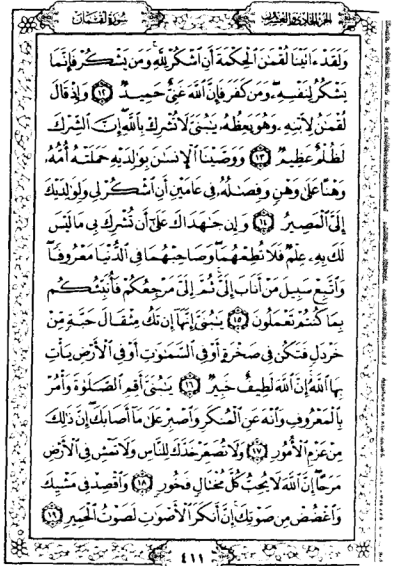 الجزء الحادي والعشرون سورة لقمان
وَلَقَدْ ءَاتَيْنَا لُقْمَٰنَ ٱلْحِكْمَةَ أَنِ ٱشْكُرْ لِلَّهِ وَمَن يَشْكُرْ فَإِنَّمَا
يَشْكُرُ لِنَفْسِهِۦ وَمَن كَفَرَ فَإِنَّ ٱللَّهَ غَنِيٌّ حَمِيدٌ ١٢ وَإِذْ قَالَ
لُقْمَٰنُ لِٱبْنِهِۦ وَهُوَ يَعِظُهُۥ يَٰبُنَىَّ لَا تُشْرِكْ بِٱللَّهِ إِنَّ ٱلشِّرْكَ
لَظُلْمٌ عَظِيمٌ ١٣ وَوَصَّيْنَا ٱلْإِنسَٰنَ بِوَٰلِدَيْهِ حَمَلَتْهُ أُمُّهُۥ
وَهْنًا عَلَىٰ وَهْنٍ وَفِصَٰلُهُۥ فِى عَامَيْنِ أَنِ ٱشْكُرْ لِى وَلِوَٰلِدَيْكَ
إِلَىَّ ٱلْمَصِيرُ ١٤ وَإِن جَٰهَدَاكَ عَلَىٰٓ أَن تُشْرِكَ بِى مَا لَيْسَ
لَكَ بِهِۦ عِلْمٌ فَلَا تُطِعْهُمَا وَصَاحِبْهُمَا فِى ٱلدُّنْيَا مَعْرُوفًا
وَٱتَّبِعْ سَبِيلَ مَنْ أَنَابَ إِلَىَّ ثُمَّ إِلَىَّ مَرْجِعُكُمْ فَأُنَبِّئُكُم
بِمَا كُنتُمْ تَعْمَلُونَ ١٥ يَٰبُنَىَّ إِنَّهَآ إِن تَكُ مِثْقَالَ حَبَّةٍ مِّنْ
خَرْدَلٍ فَتَكُن فِى صَخْرَةٍ أَوْ فِى ٱلسَّمَٰوَٰتِ أَوْ فِى ٱلْأَرْضِ يَأْتِ
بِهَا ٱللَّهُ إِنَّ ٱللَّهَ لَطِيفٌ خَبِيرٌ ١٦ يَٰبُنَىَّ أَقِمِ ٱلصَّلَوٰةَ وَأْمُرْ
بِٱلْمَعْرُوفِ وَٱنْهَ عَنِ ٱلْمُنكَرِ وَٱصْبِرْ عَلَىٰ مَآ أَصَابَكَ إِنَّ ذَٰلِكَ
مِنْ عَزْمِ ٱلْأُمُورِ ١٧ وَلَا تُصَعِّرْ خَدَّكَ لِلنَّاسِ وَلَا تَمْشِ فِى ٱلْأَرْضِ
مَرَحًا إِنَّ ٱللَّهَ لَا يُحِبُّ كُلَّ مُخْتَالٍ فَخُورٍ ١٨ وَٱقْصِدْ فِى مَشْيِكَ
وَٱغْضُضْ مِن صَوْتِكَ إِنَّ أَنكَرَ ٱلْأَصْوَٰتِ لَصَوْتُ ٱلْحَمِيرِ ١٩
٤١١